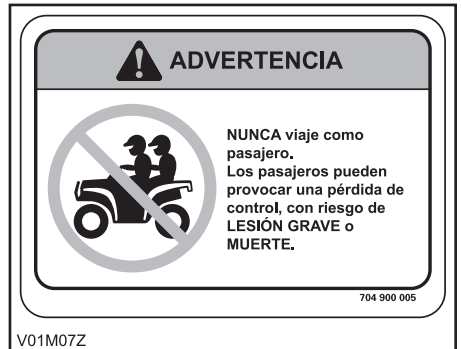 ADVERTENCIA
NUNCA viaje como
pasajero.
Los pasajeros pueden
provocar una pérdida de
control, con riesgo de
LESIÓN GRAVE o
MUERTE.
704 900 005
V01M07Z